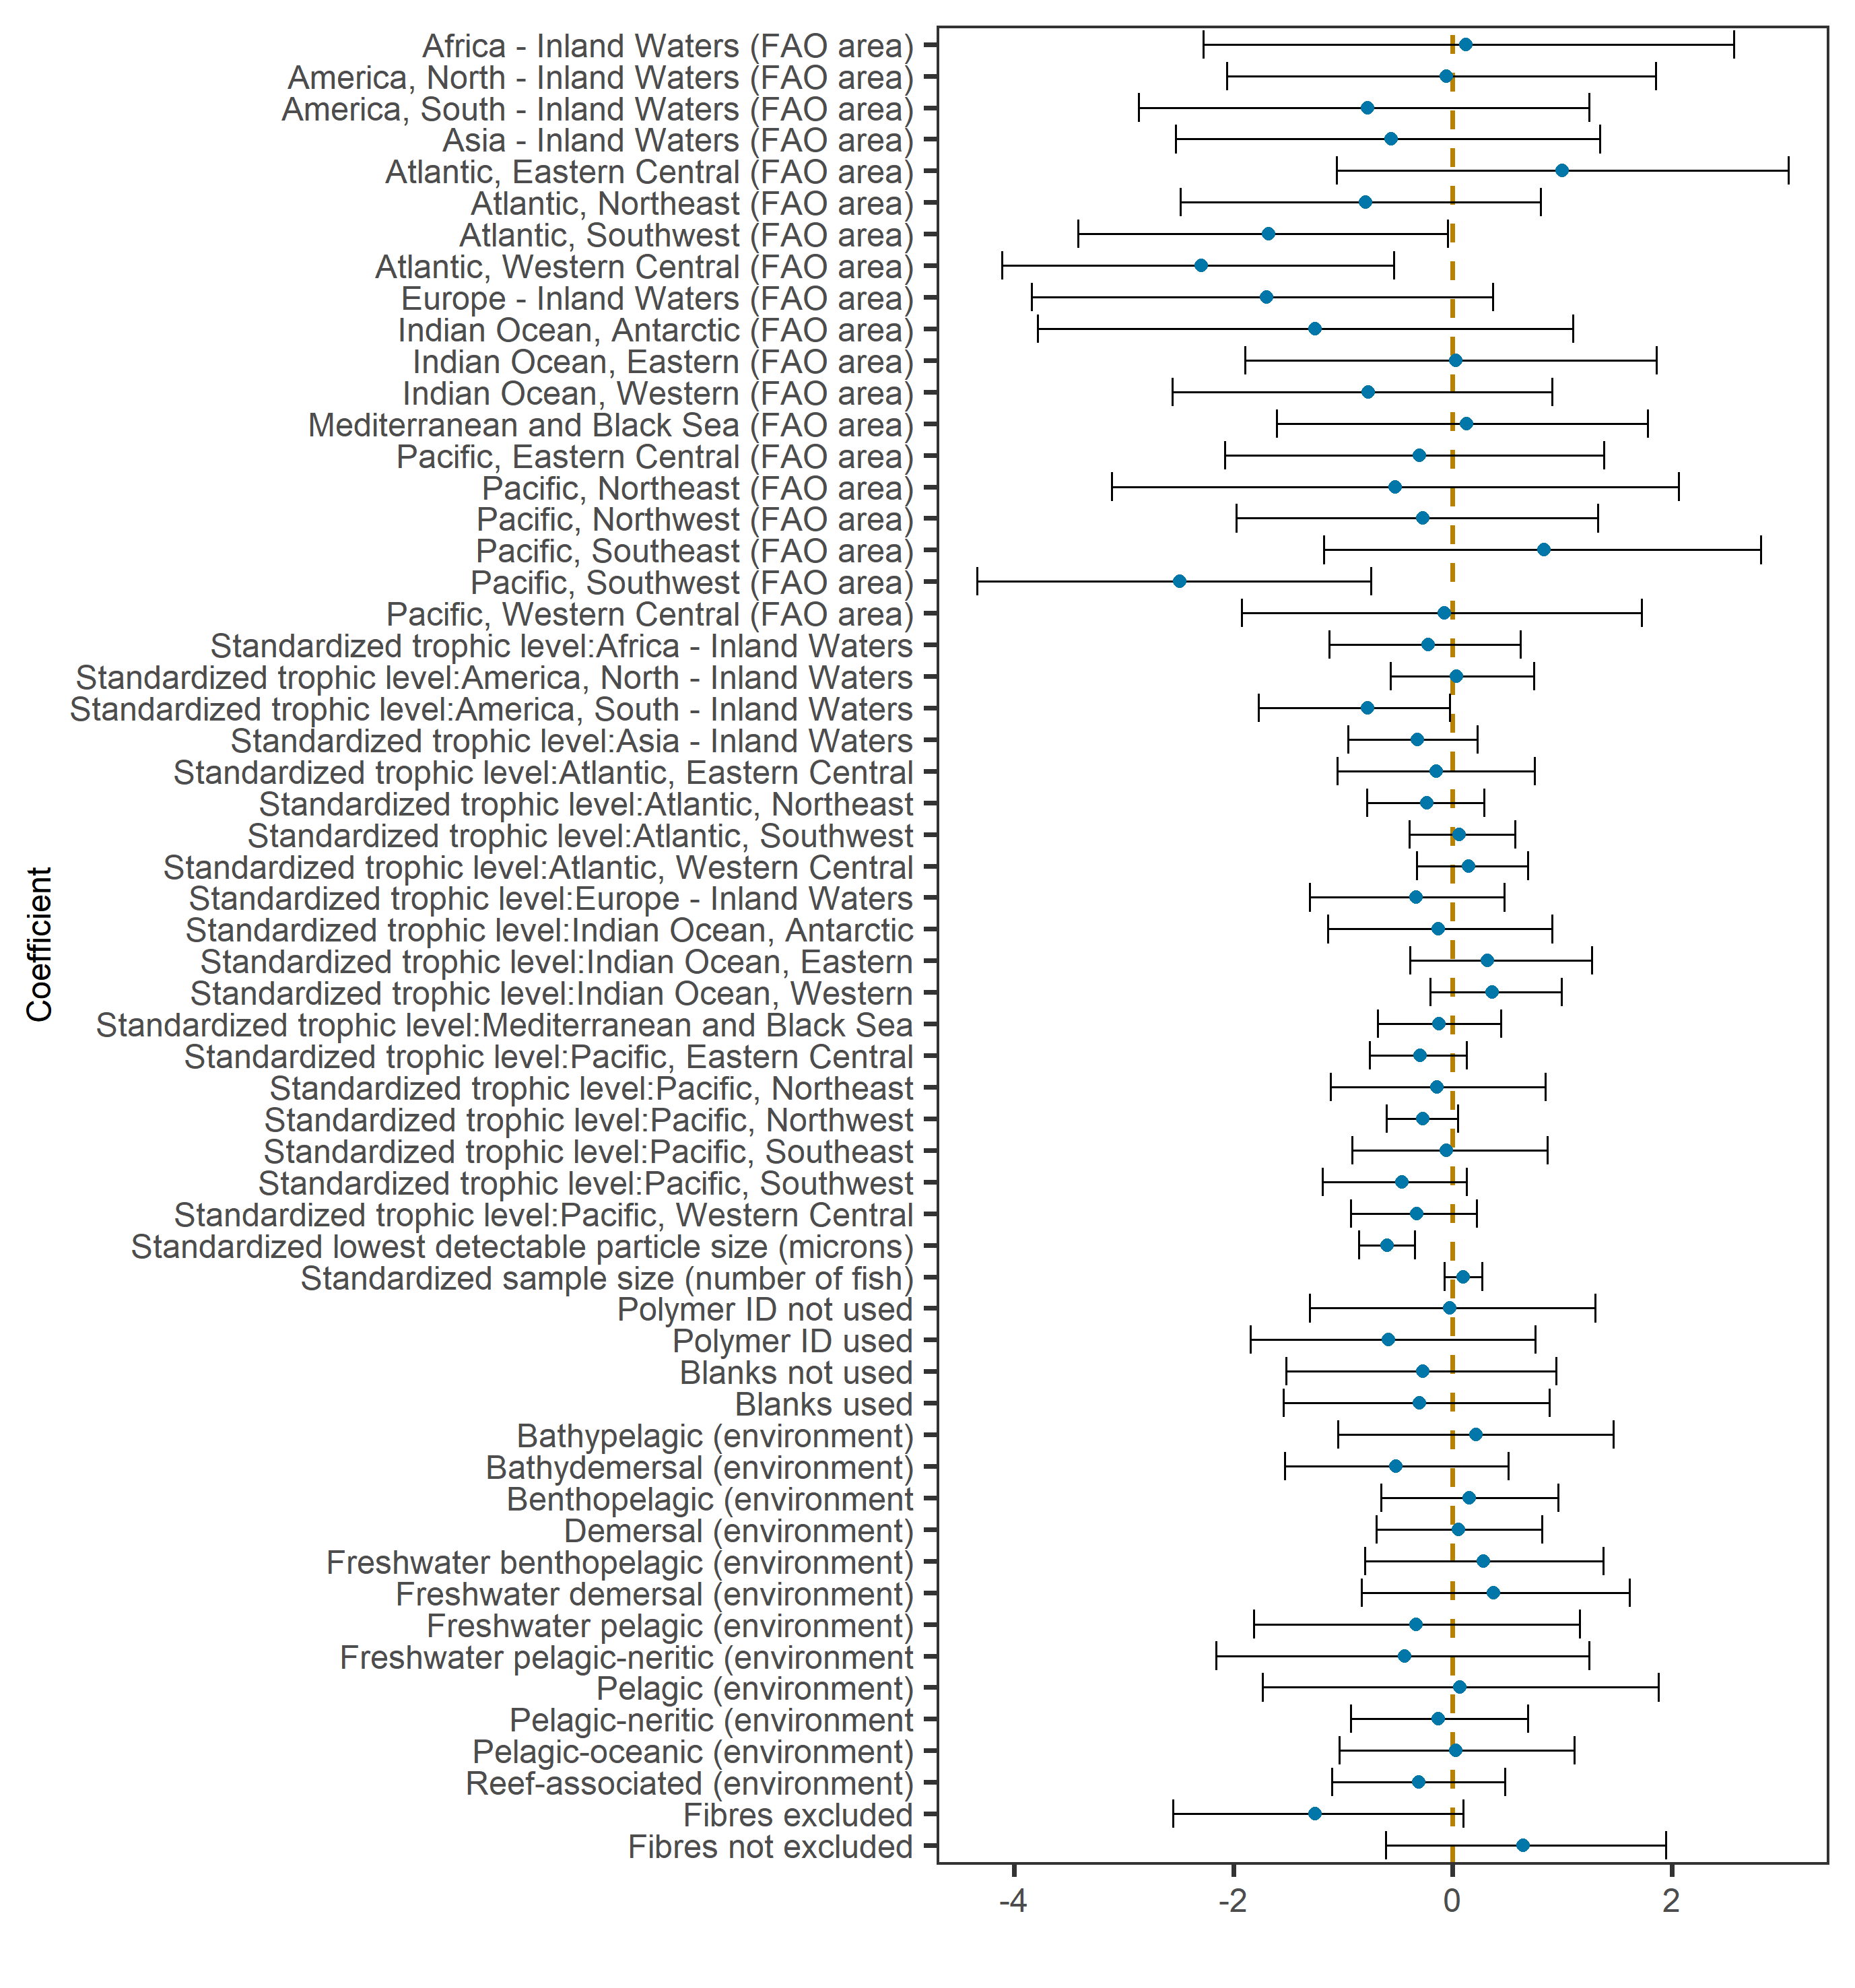 Africa - Inland Waters (FAO area)
America, North - Inland Waters (FAO area)
America, South - Inland Waters (FAO area)
Asia - Inland Waters (FAO area)
Atlantic, Eastern Central (FAO area)
Atlantic, Northeast (FAO area)
Atlantic, Southwest (FAO area)
Atlantic, Western Central (FAO area)
Europe - Inland Waters (FAO area)
Indian Ocean, Antarctic (FAO area)
Indian Ocean, Eastern (FAO area)
Indian Ocean, Western (FAO area)
Mediterranean and Black Sea (FAO area)
Pacific, Eastern Central (FAO area)
Pacific, Northeast (FAO area)
Pacific, Northwest (FAO area)
Pacific, Southeast (FAO area)
Pacific, Southwest (FAO area)
Pacific, Western Central (FAO area)
Standardized trophic level:Africa - Inland Waters
Standardized trophic level:America, North - Inland Waters
Standardized trophic level:America, South - Inland Waters
Standardized trophic level:Asia - Inland Waters
Standardized trophic level:Atlantic, Eastern Central
Standardized trophic level:Atlantic, Northeast
Standardized trophic level:Atlantic, Southwest
Standardized trophic level:Atlantic, Western Central
Standardized trophic level:Europe - Inland Waters
Standardized trophic level:Indian Ocean, Antarctic
Standardized trophic level:Indian Ocean, Eastern
Standardized trophic level:Indian Ocean, Western
Standardized trophic level:Mediterranean and Black Sea
Standardized trophic level:Pacific, Eastern Central
Standardized trophic level:Pacific, Northeast
Standardized trophic level:Pacific, Northwest
Standardized trophic level:Pacific, Southeast
Standardized trophic level:Pacific, Southwest
Standardized trophic level:Pacific, Western Central
Standardized lowest detectable particle size (microns)
Standardized sample size (number of fish)
Polymer ID not used
Polymer ID used
Blanks not used
Blanks used
Bathypelagic (environment)
Bathydemersal (environment)
Benthopelagic (environment
Demersal (environment)
Freshwater benthopelagic (environment)
Freshwater demersal (environment)
Freshwater pelagic (environment)
Freshwater pelagic-neritic (environment
Pelagic (environment)
Pelagic-neritic (environment
Pelagic-oceanic (environment)
Reef-associated (environment)
Fibres excluded
Fibres not excluded
Coefficient
-4 -2 0 2